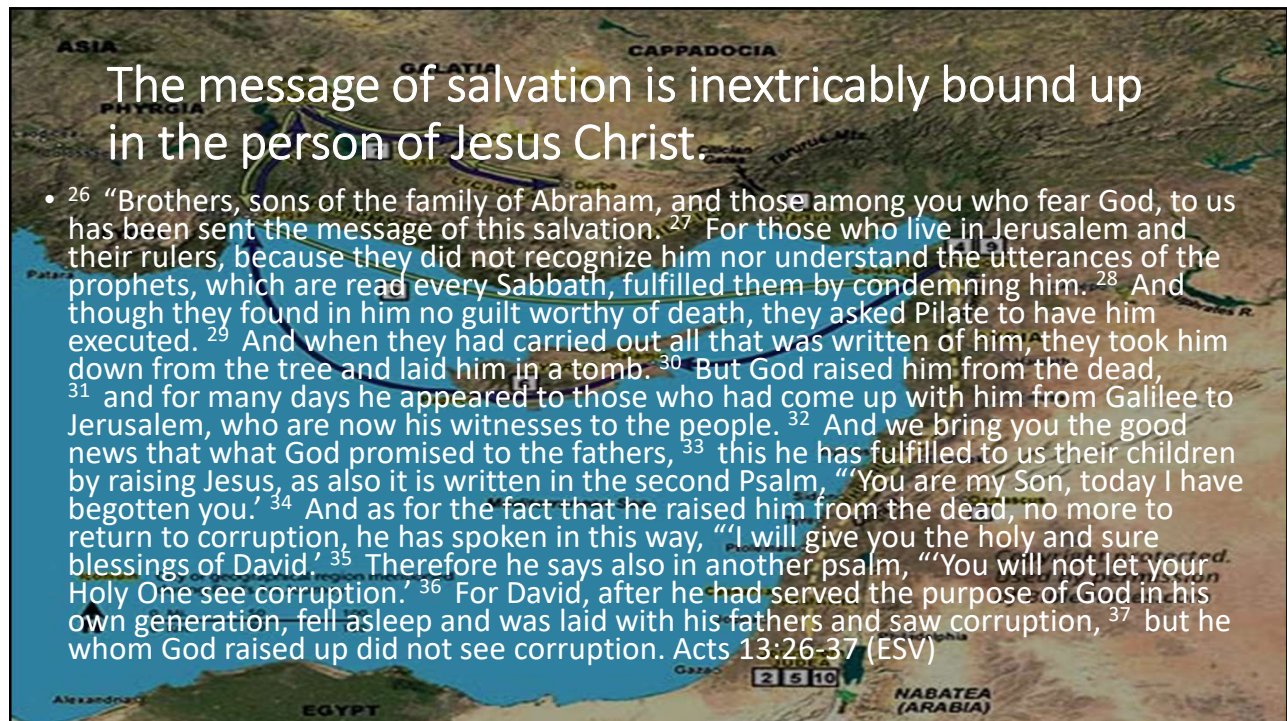 ASIA
CAPPADOCIA
GALATIA
The message of salvation is inextricably bound up
PHYRGIA
in the person of Jesus Christ.
• 26 “Brothers, sons of the family of Abraham, and those among you who fear God, to us
has been sent the message of this salvation. 27 For those who live in Jerusalem and
their rulers, because they did not recognize him nor understand the utterances of the
Patara
prophets, which are read every Sabbath, fulfilled them by condemning him. 28 And
though they found in him no guilt worthy of death, they asked Pilate to have him
executed. 29 And when they had carried out all that was written of him, they took him
down from the tree and laid him in a tomb. 30 But God raised him from the dead,
31 and for many days he appeared to those who had come up with him from Galilee to
Jerusalem, who are now his witnesses to the people. 32 And we bring you the good
news that what God promised to the fathers, 33 this he has fulfilled to us their children
by raising Jesus, as also it is written in the second Psalm, “‘You are my Son, today I have
begotten you.’ 34 And as for the fact that he raised him from the dead, no more to
return to corruption, he has spoken in this way, “‘I will give you the holy and sure
blessings of David.’ 35 Therefore he says also in another psalm, “‘You will not let your
Holy One see corruption.’ 36 For David, after he had served the purpose of God in his
own generation, fell asleep and was laid with his fathers and saw corruption, 37 but he
whom God raised up did not see corruption. Acts 13:26-37 (ESV)
2 5 10
NABATEA
(ARABIA)
EGYPT